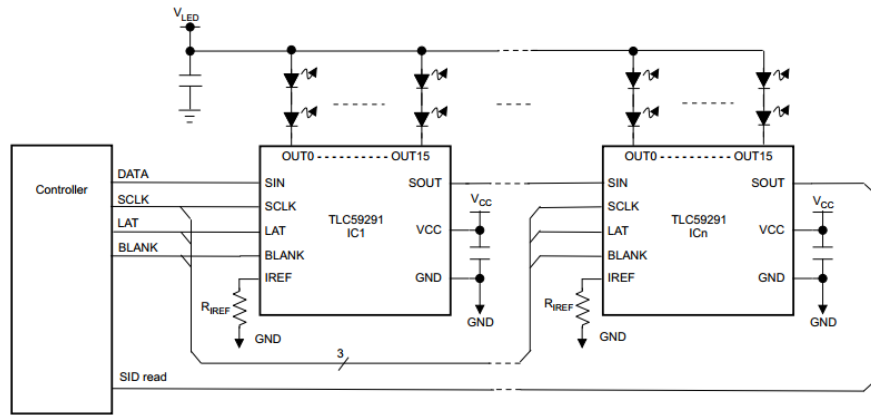 VLED
OUT0 OUT15
OUT0 OUT15
Controller
DATA
SCLK
LAT
BLANK
SIN
SCLK
LAT
BLANK
IREF
TLC59291
IC1
SOUT
VCC
GND
VCC
GND
RIREF
GND
SIN
SCLK
LAT
BLANK
IREF
TLC59291
ICn
SOUT
VCC
GND
VCC
GND
RIREF
GND
3
SID read